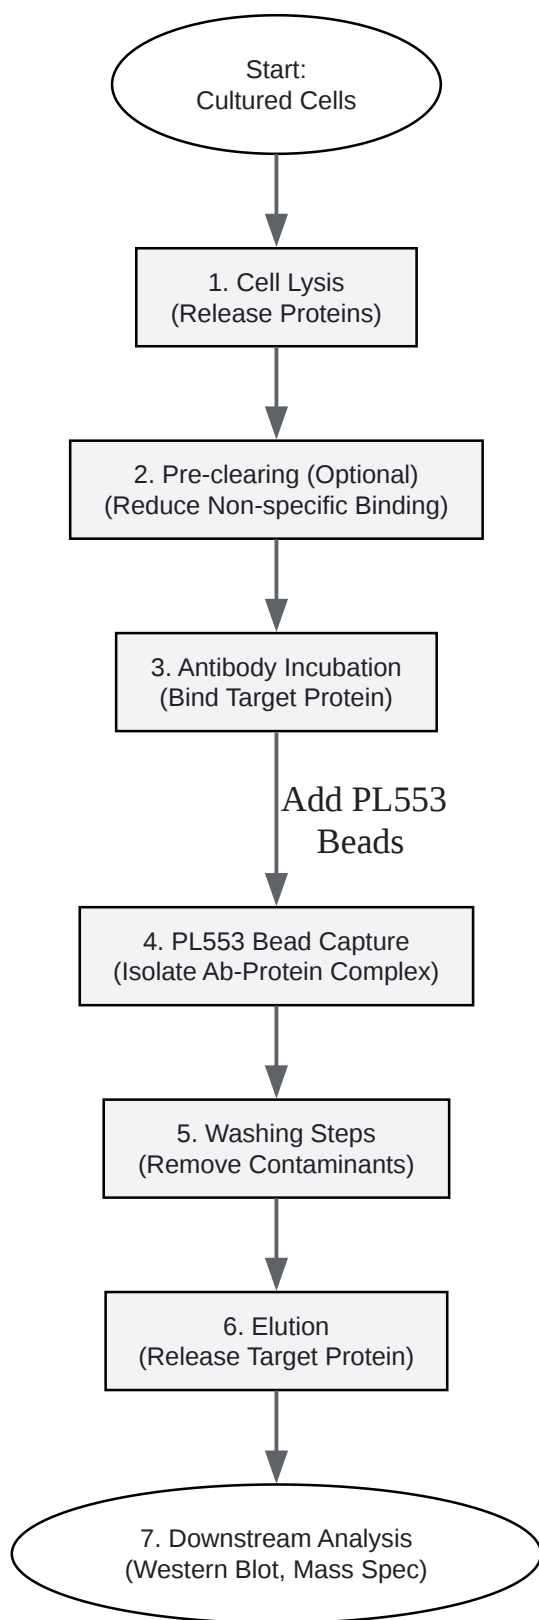 Start:
Cultured Cells
1. Cell Lysis
(Release Proteins)
2. Pre-clearing (Optional)
(Reduce Non-specific Binding)
3. Antibody Incubation
(Bind Target Protein)
Add PL553
Beads
4. PL553 Bead Capture
(Isolate Ab-Protein Complex)
5. Washing Steps
(Remove Contaminants)
6. Elution
(Release Target Protein)
7. Downstream Analysis
(Western Blot, Mass Spec)